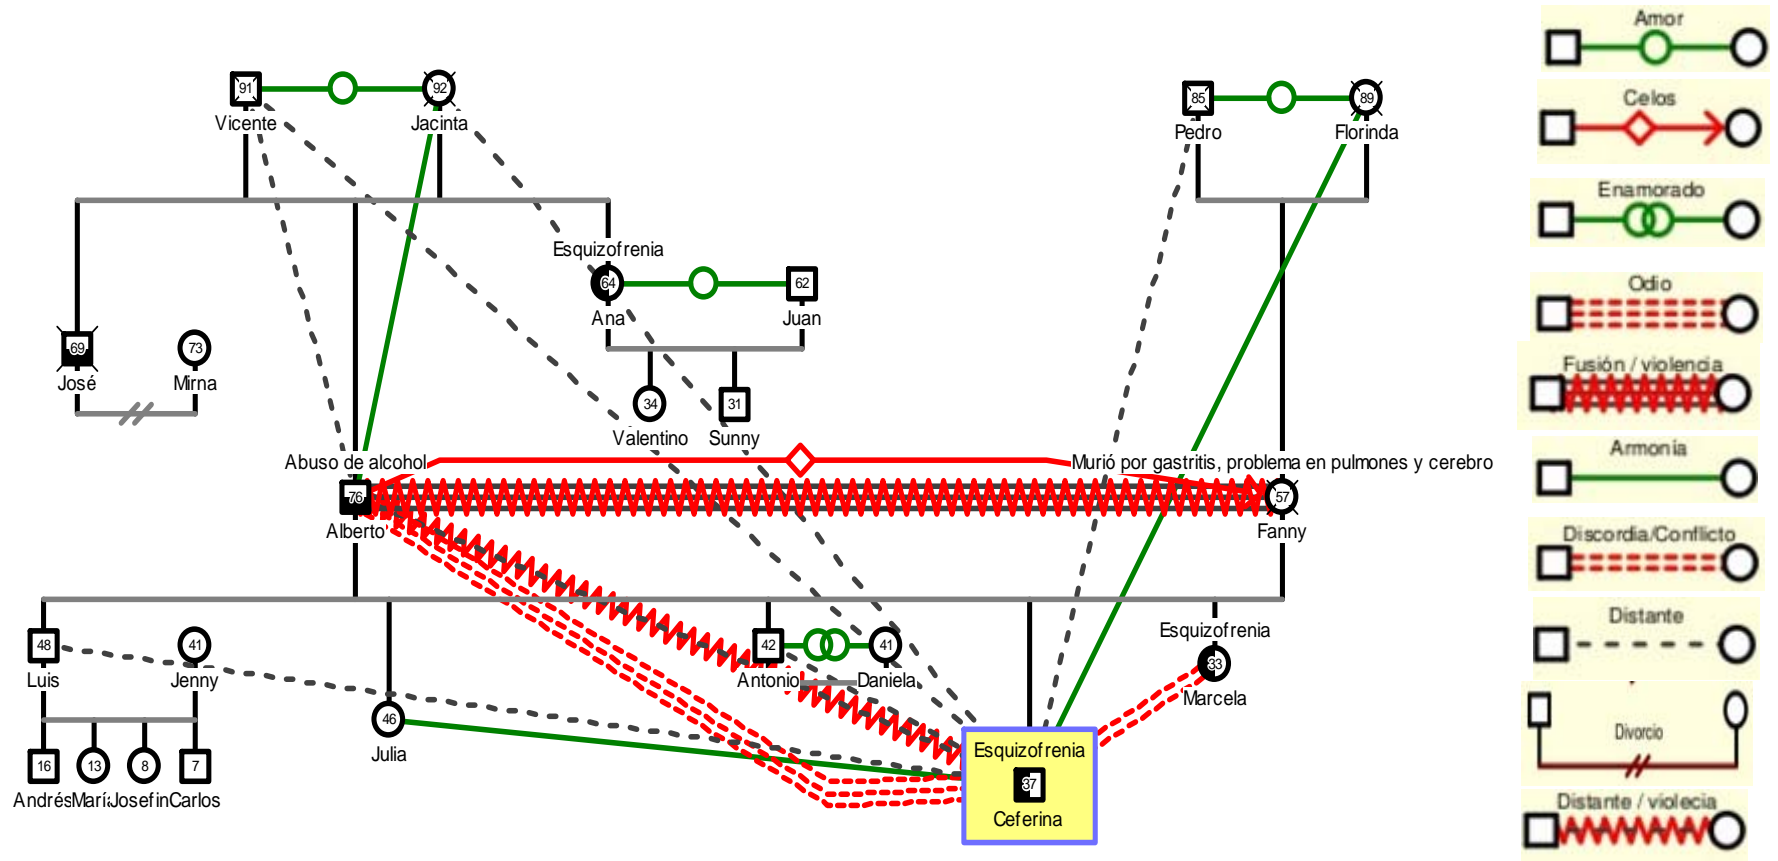 91
Vicente
92
Jacinta
85
Pedro
89
Florinda
Esquizofrenia
64
Ana
62
Juan
69
José
73
Mirna
34
Valentino
31
Sunny
Abuso de alcohol
76
Alberto
Murió por gastritis, problema en pulmones y cerebro
57
Fanny
48
Luis
41
Jenny
46
Julia
42
Antonio
41
Daniela
Esquizofrenia
33
Marcela
16
Andrés
13
María
8
Josefin
7
Carlos
Esquizofrenia
37
Ceferina
Amor
Celos
Enamorado
Odio
Fusión / violencia
Armonía
Discordia/Conflicto
Distante
Divorcio
Distante / violecia